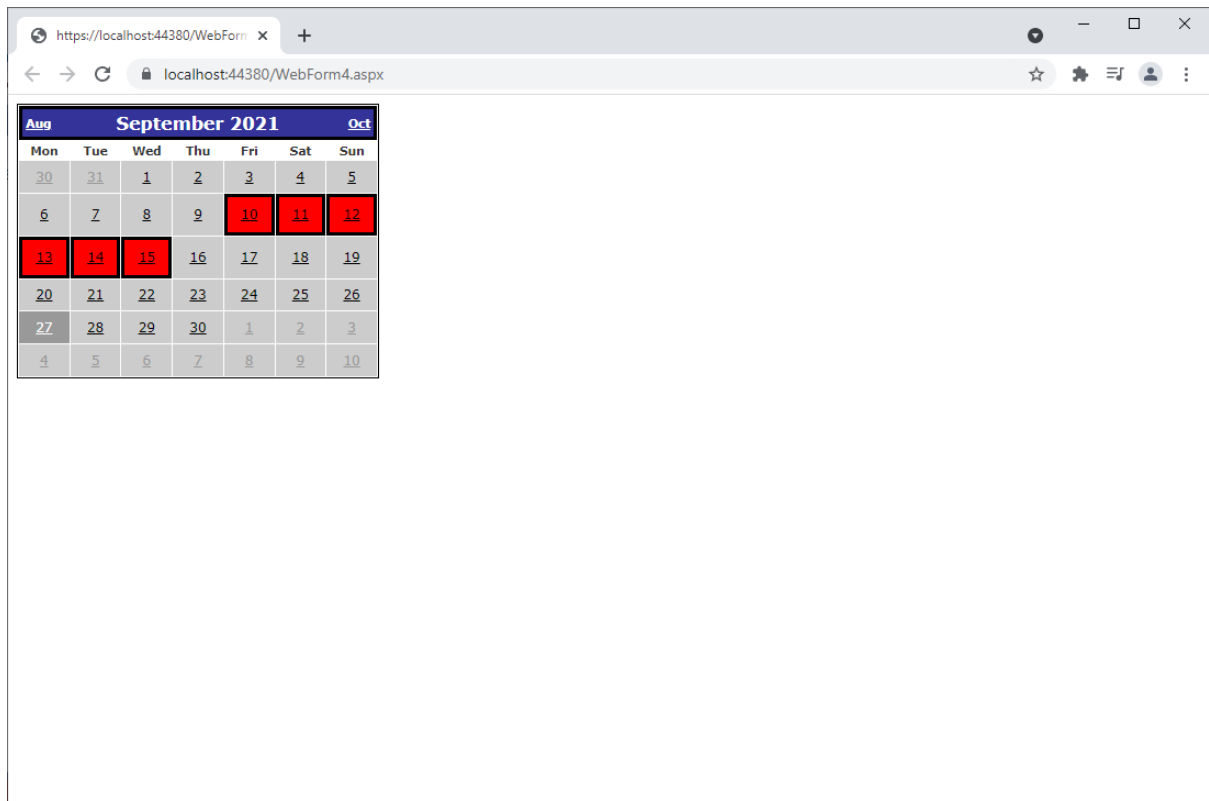 https://localhost:44380/WebForm
localhost:44380/WebForm4.aspx
Aug September 2021 Oct
Mon Tue Wed Thu Fri Sat Sun
30 31 1 2 3 4 5
6 7 8 9 10 11 12
13 14 15 16 17 18 19
20 21 22 23 24 25 26
27 28 29 30 1 2 3
4 5 6 7 8 9 10